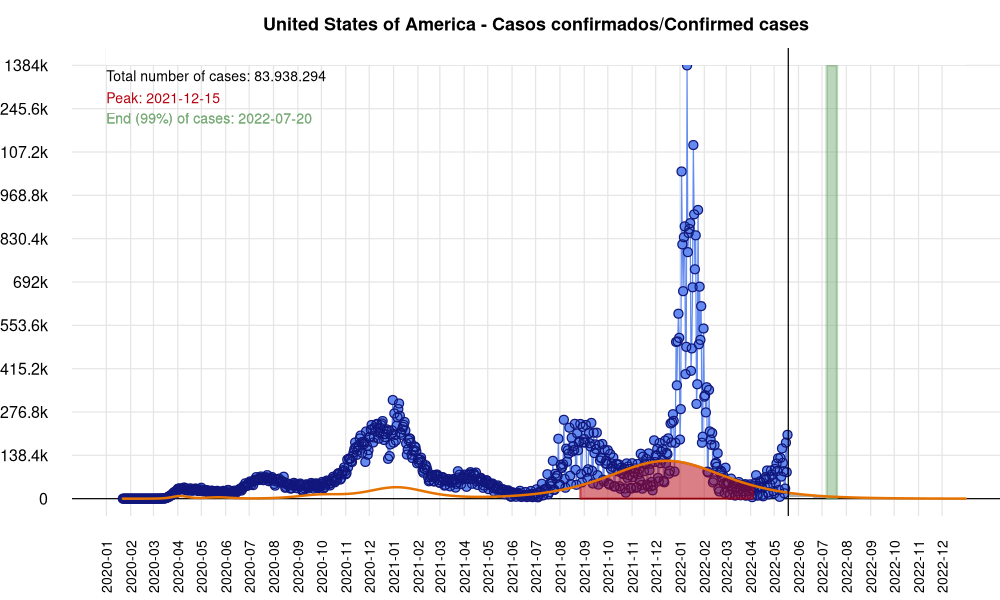 United States of America - Casos confirmados/Confirmed cases
Total number of cases: 83.938.294
Peak: 2021-12-15
End (99%) of cases: 2022-07-20
1384k
245.6k
107.2k
968.8k
830.4k
692k
553.6k
415.2k
276.8k
138.4k
0
2020-01
2020-02
2020-03
2020-04
2020-05
2020-06
2020-07
2020-08
2020-09
2020-10
2020-11
2020-12
2021-01
2021-02
2021-03
2021-04
2021-05
2021-06
2021-07
2021-08
2021-09
2021-10
2021-11
2021-12
2022-01
2022-02
2022-03
2022-04
2022-05
2022-06
2022-07
2022-08
2022-09
2022-10
2022-11
2022-12